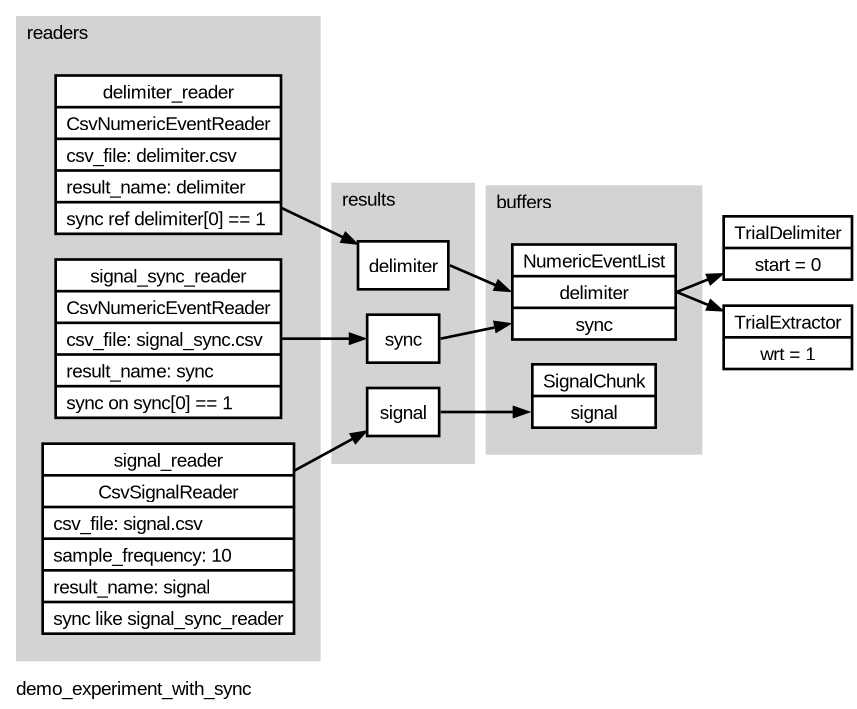 readers
delimiter_reader
CsvNumericEventReader
csv_file: delimiter.csv
result_name: delimiter
sync ref delimiter[0] == 1
signal_sync_reader
CsvNumericEventReader
csv_file: signal_sync.csv
result_name: sync
sync on sync[0] == 1
signal_reader
CsvSignalReader
csv_file: signal.csv
sample_frequency: 10
result_name: signal
sync like signal_sync_reader
results
delimiter
sync
signal
buffers
NumericEventList
delimiter
sync
SignalChunk
signal
TrialDelimiter
start = 0
TrialExtractor
wrt = 1
demo_experiment_with_sync